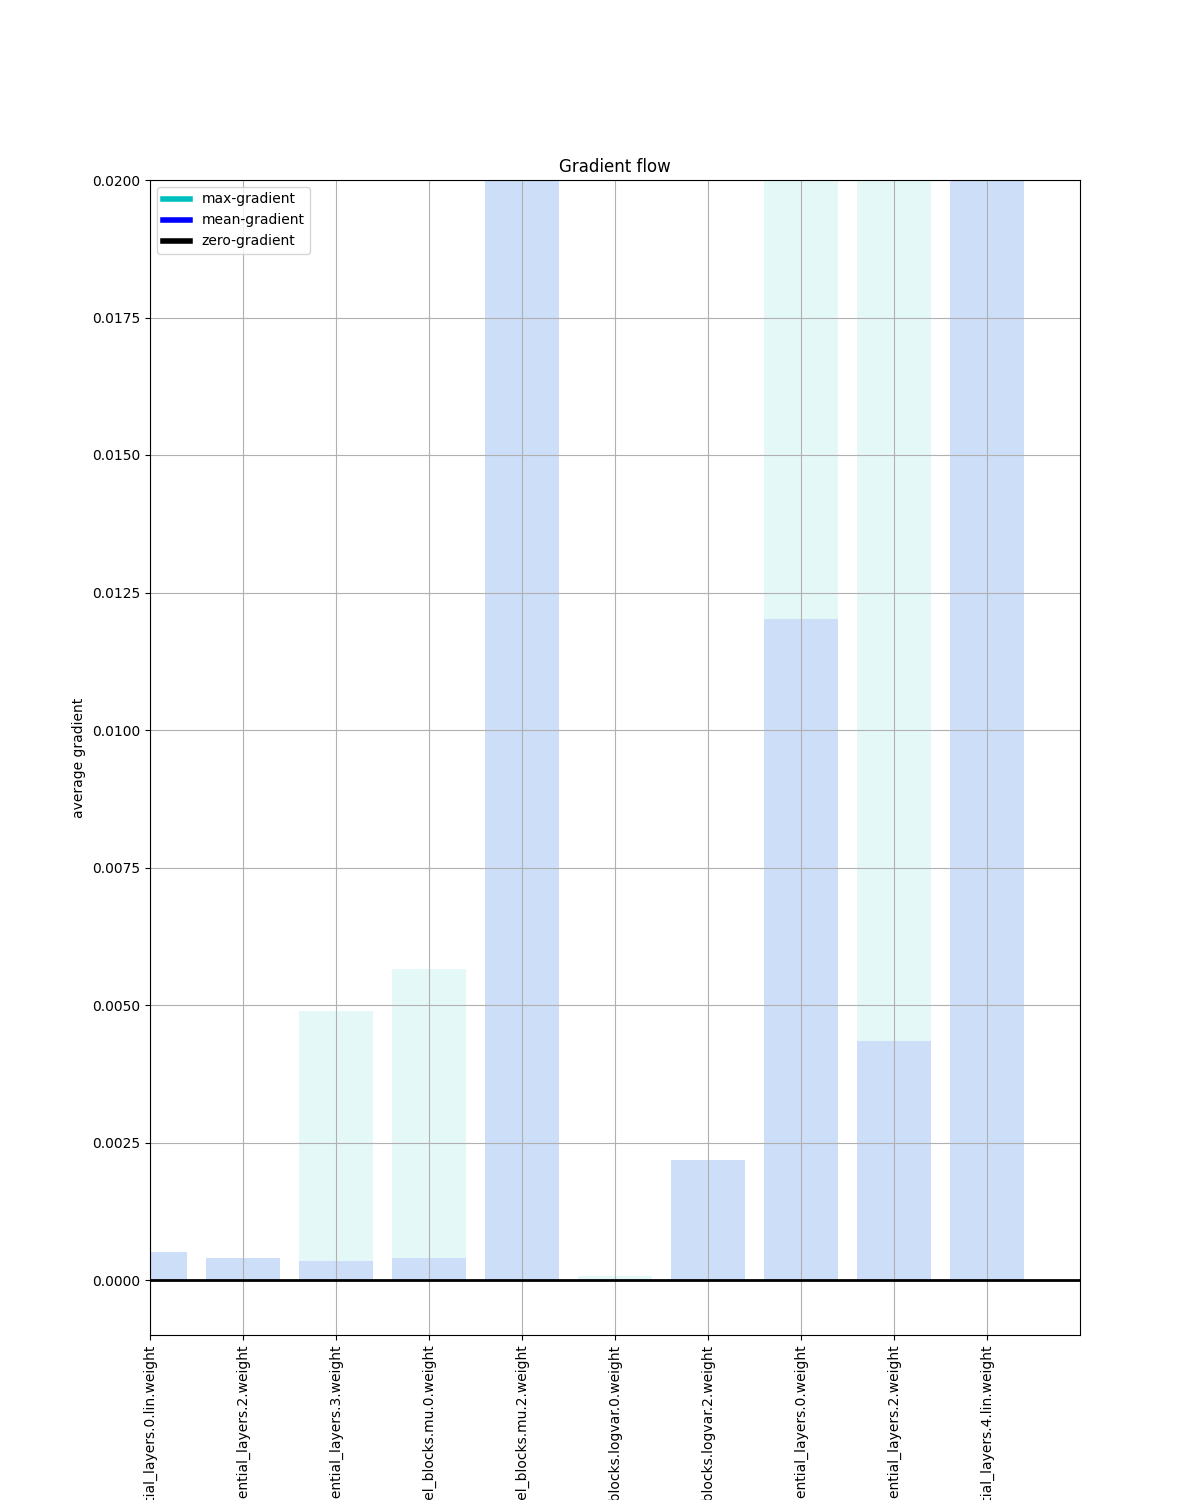 Gradient flow
max-gradient
mean-gradient
zero-gradient
average gradient
0.0200
0.0175
0.0150
0.0125
0.0100
0.0075
0.0050
0.0025
0.0000
tial_layers.0.lin.weight
ential_layers.2.weight
ential_layers.3.weight
el_blocks.mu.0.weight
el_blocks.mu.2.weight
blocks.logvar.0.weight
blocks.logvar.2.weight
ential_layers.0.weight
ential_layers.2.weight
tial_layers.4.lin.weight